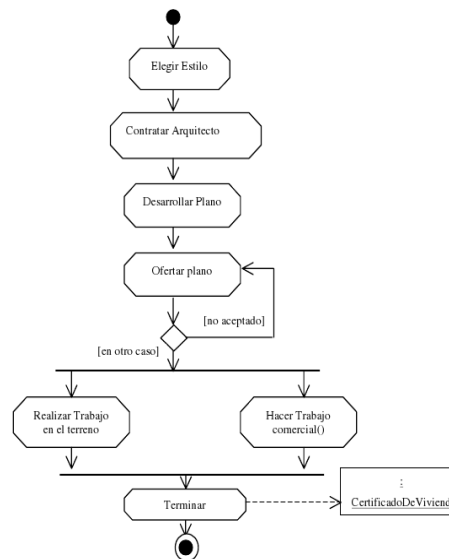 Elegir Estilo
Contratar Arquitecto
Desarrollar Plano
Ofertar plano
[no aceptado]
[en otro caso]
Realizar Trabajo
en el terreno
Hacer Trabajo
comercial()
:
CertificadoDeViviend
Terminar